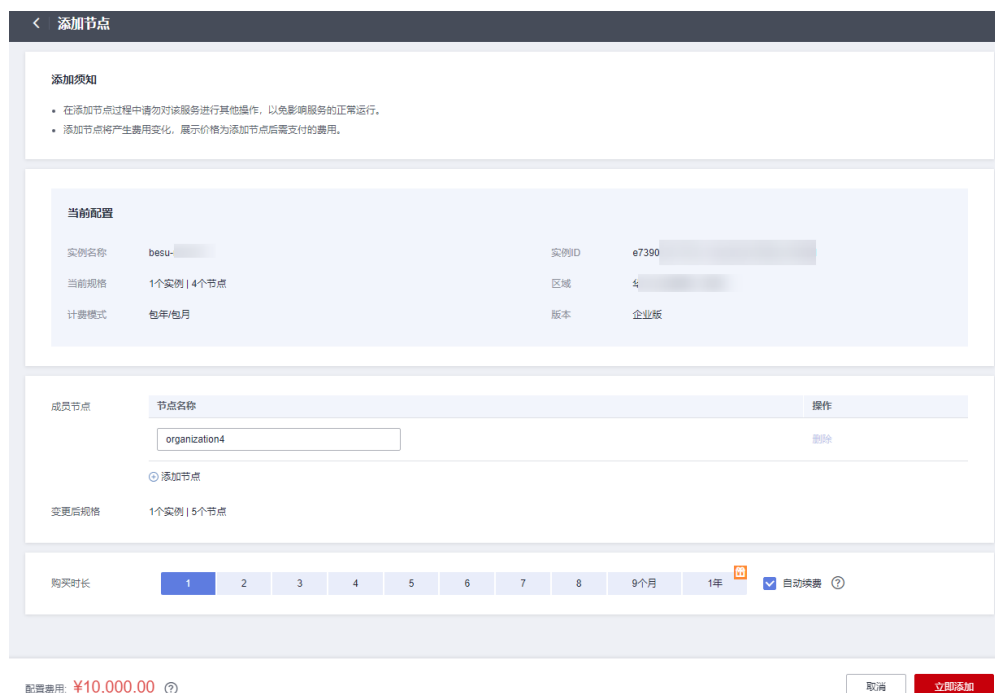 添加节点
添加须知
在添加节点过程中请勿对该服务进行其他操作，以免影响服务的正常运行。
添加节点将产生费用变化，展示价格为添加节点后需支付的费用。
当前配置
实例名称 besu- 实例ID e7390
当前规格 1个实例 | 4个节点 区域
计费模式 包年/包月 版本 企业版
成员节点 节点名称 操作
organization4 删除
添加节点
变更后规格 1个实例 | 5个节点
购买时长 1 2 3 4 5 6 7 8 9个月 1年 自动续费
配置费用: ¥10,000.00 取消 立即添加